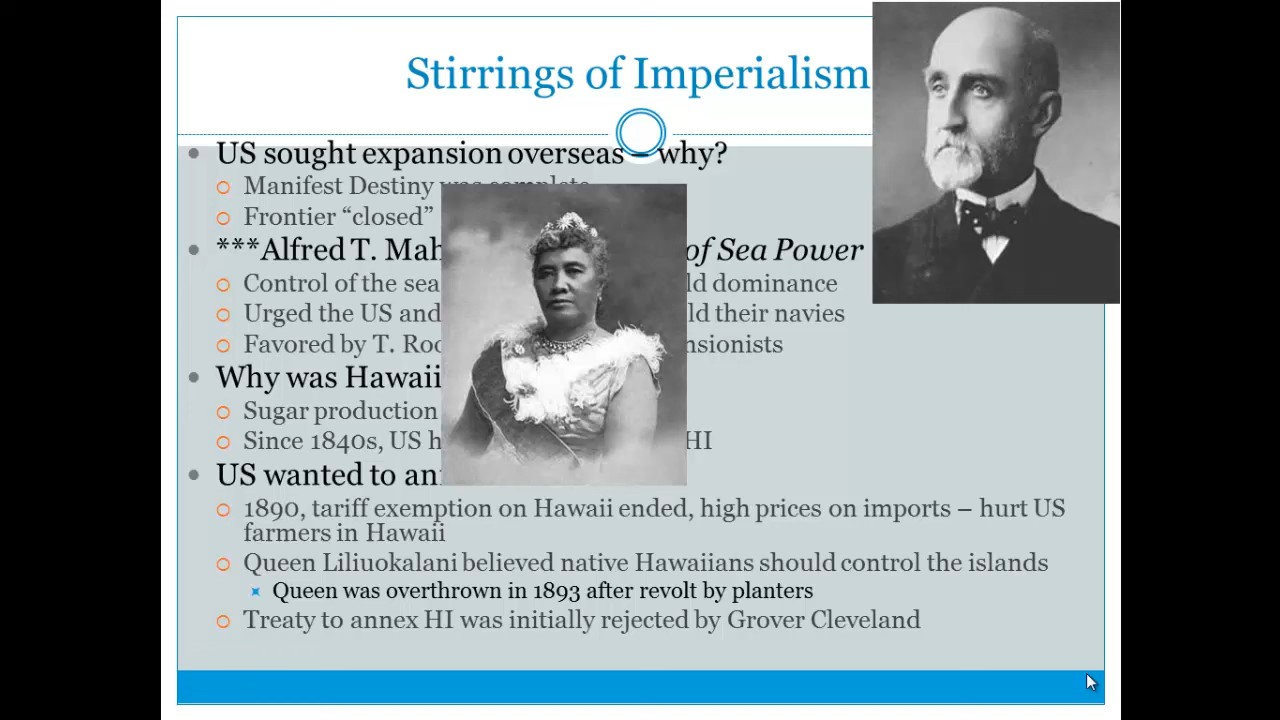 Stirrings of Imperialism
US sought expansion overseas – why?
Manifest Destiny was complete
Frontier “closed”
***Alfred T. Mah of Sea Power
Control of the sea ld dominance
Urged the US and ld their navies
Favored by T. Roo nsionists
Why was Hawaii
Sugar production
Since 1840s, US h HI
US wanted to an
1890, tariff exemption on Hawaii ended, high prices on imports – hurt US
farmers in Hawaii
Queen Liliuokalani believed native Hawaiians should control the islands
Queen was overthrown in 1893 after revolt by planters
Treaty to annex HI was initially rejected by Grover Cleveland